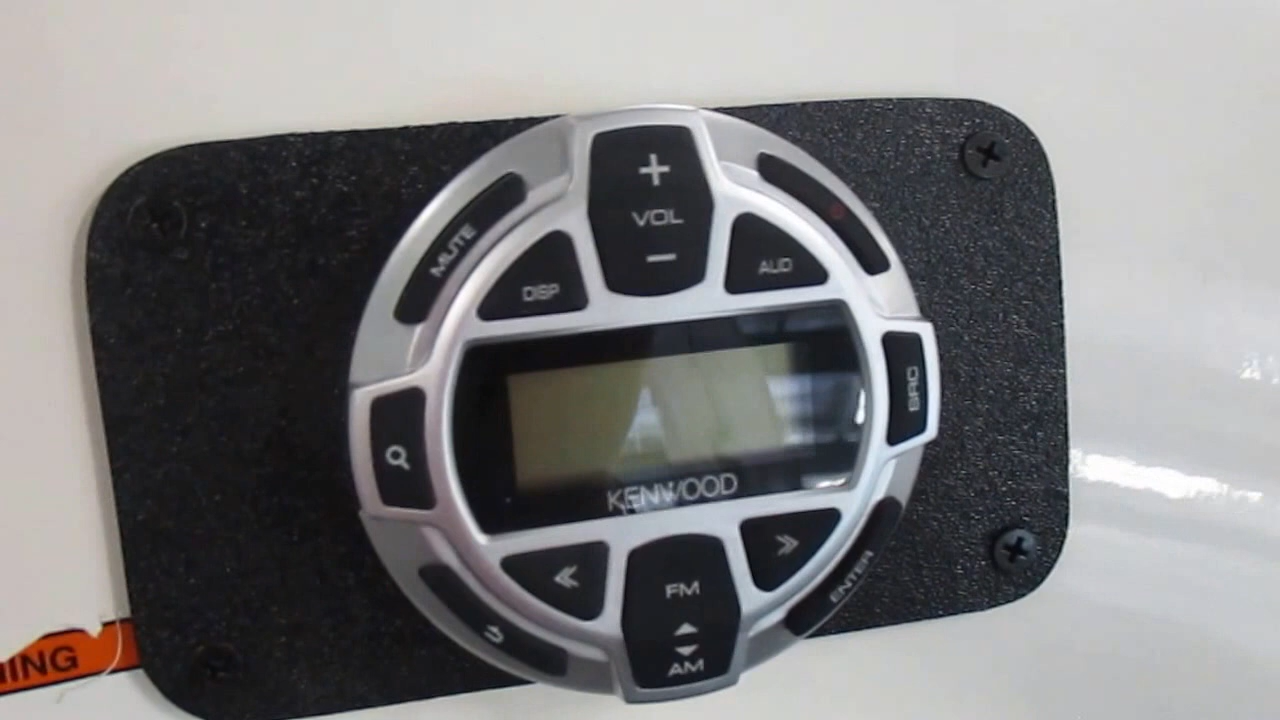 +
VOL
−
MUTE
DISP
AUD
SRC
KENWOOD
FM
AM
ENTER
NING